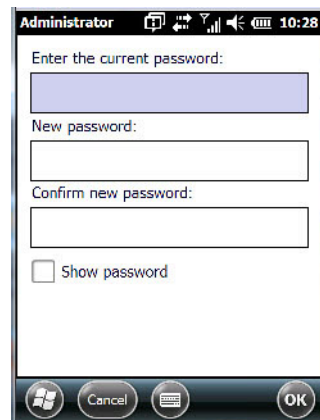 Administrator 10:28
Enter the current password:
New password:
Confirm new password:
Show password
Cancel OK